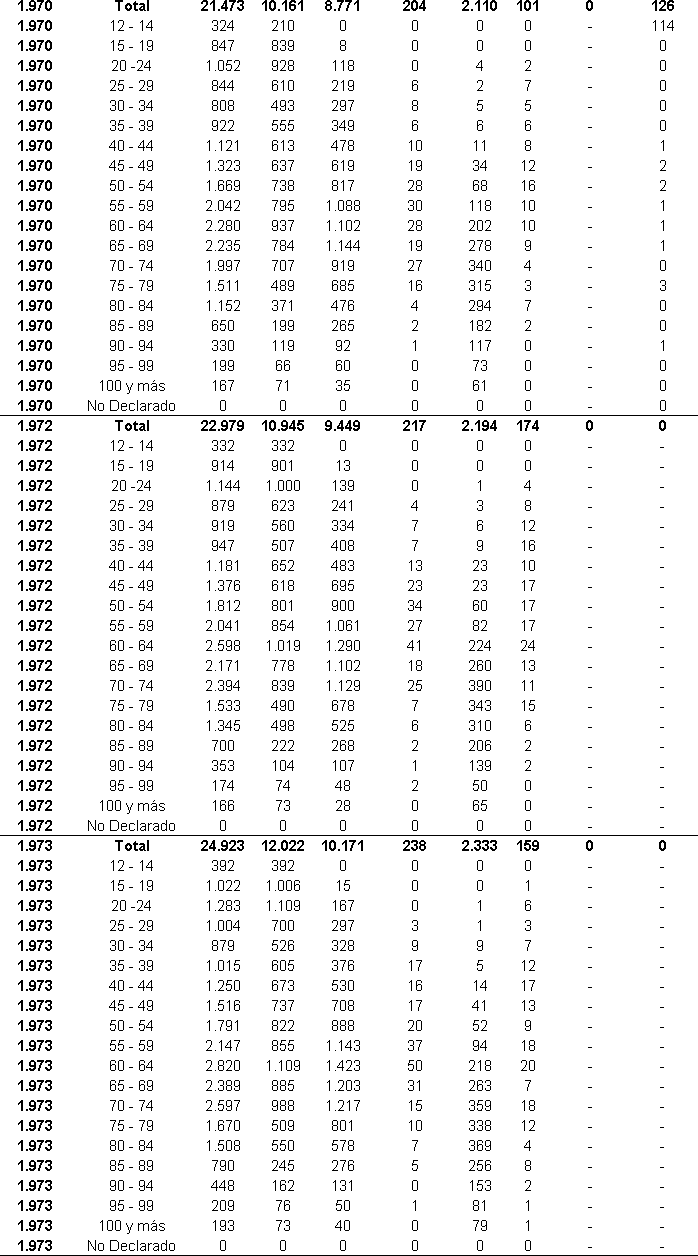 1.970 Total 21.473 10.161 8.771 204 2.110 101 0 126
1.970 12 - 14 324 210 0 0 0 0 - 114
1.970 15 - 19 847 839 8 0 0 0 - 0
1.970 20 -24 1.052 928 118 0 4 2 - 0
1.970 25 - 29 844 610 219 6 2 7 - 0
1.970 30 - 34 808 493 297 8 5 5 - 0
1.970 35 - 39 922 555 349 6 6 6 - 0
1.970 40 - 44 1.121 613 478 10 11 8 - 1
1.970 45 - 49 1.323 637 619 19 34 12 - 2
1.970 50 - 54 1.669 738 817 28 68 16 - 2
1.970 55 - 59 2.042 795 1.088 30 118 10 - 1
1.970 60 - 64 2.280 937 1.102 28 202 10 - 1
1.970 65 - 69 2.235 784 1.144 19 278 9 - 1
1.970 70 - 74 1.997 707 919 27 340 4 - 0
1.970 75 - 79 1.511 489 685 16 315 3 - 3
1.970 80 - 84 1.152 371 476 4 294 7 - 0
1.970 85 - 89 650 199 265 2 182 2 - 0
1.970 90 - 94 330 119 92 1 117 0 - 1
1.970 95 - 99 199 66 60 0 73 0 - 0
1.970 100 y más 167 71 35 0 61 0 - 0
1.970 No Declarado 0 0 0 0 0 0 - 0
1.972 Total 22.979 10.945 9.449 217 2.194 174 0 0
1.972 12 - 14 332 332 0 0 0 0 - -
1.972 15 - 19 914 901 13 0 0 0 - -
1.972 20 -24 1.144 1.000 139 0 1 4 - -
1.972 25 - 29 879 623 241 4 3 8 - -
1.972 30 - 34 919 560 334 7 6 12 - -
1.972 35 - 39 947 507 408 7 9 16 - -
1.972 40 - 44 1.181 652 483 13 23 10 - -
1.972 45 - 49 1.376 618 695 23 23 17 - -
1.972 50 - 54 1.812 801 900 34 60 17 - -
1.972 55 - 59 2.041 854 1.061 27 82 17 - -
1.972 60 - 64 2.598 1.019 1.290 41 224 24 - -
1.972 65 - 69 2.171 778 1.102 18 260 13 - -
1.972 70 - 74 2.394 839 1.129 25 390 11 - -
1.972 75 - 79 1.533 490 678 7 343 15 - -
1.972 80 - 84 1.345 498 525 6 310 6 - -
1.972 85 - 89 700 222 268 2 206 2 - -
1.972 90 - 94 353 104 107 1 139 2 - -
1.972 95 - 99 174 74 48 2 50 0 - -
1.972 100 y más 166 73 28 0 65 0 - -
1.972 No Declarado 0 0 0 0 0 0 - -
1.973 Total 24.923 12.022 10.171 238 2.333 159 0 0
1.973 12 - 14 392 392 0 0 0 0 - -
1.973 15 - 19 1.022 1.006 15 0 0 1 - -
1.973 20 -24 1.283 1.109 167 0 1 6 - -
1.973 25 - 29 1.004 700 297 3 1 3 - -
1.973 30 - 34 879 526 328 9 9 7 - -
1.973 35 - 39 1.015 605 376 17 5 12 - -
1.973 40 - 44 1.250 673 530 16 14 17 - -
1.973 45 - 49 1.516 737 708 17 41 13 - -
1.973 50 - 54 1.791 822 888 20 52 9 - -
1.973 55 - 59 2.147 855 1.143 37 94 18 - -
1.973 60 - 64 2.820 1.109 1.423 50 218 20 - -
1.973 65 - 69 2.389 885 1.203 31 263 7 - -
1.973 70 - 74 2.597 988 1.217 15 359 18 - -
1.973 75 - 79 1.670 509 801 10 338 12 - -
1.973 80 - 84 1.508 550 578 7 369 4 - -
1.973 85 - 89 790 245 276 5 256 8 - -
1.973 90 - 94 448 162 131 0 153 2 - -
1.973 95 - 99 209 76 50 1 81 1 - -
1.973 100 y más 193 73 40 0 79 1 - -
1.973 No Declarado 0 0 0 0 0 0 - -